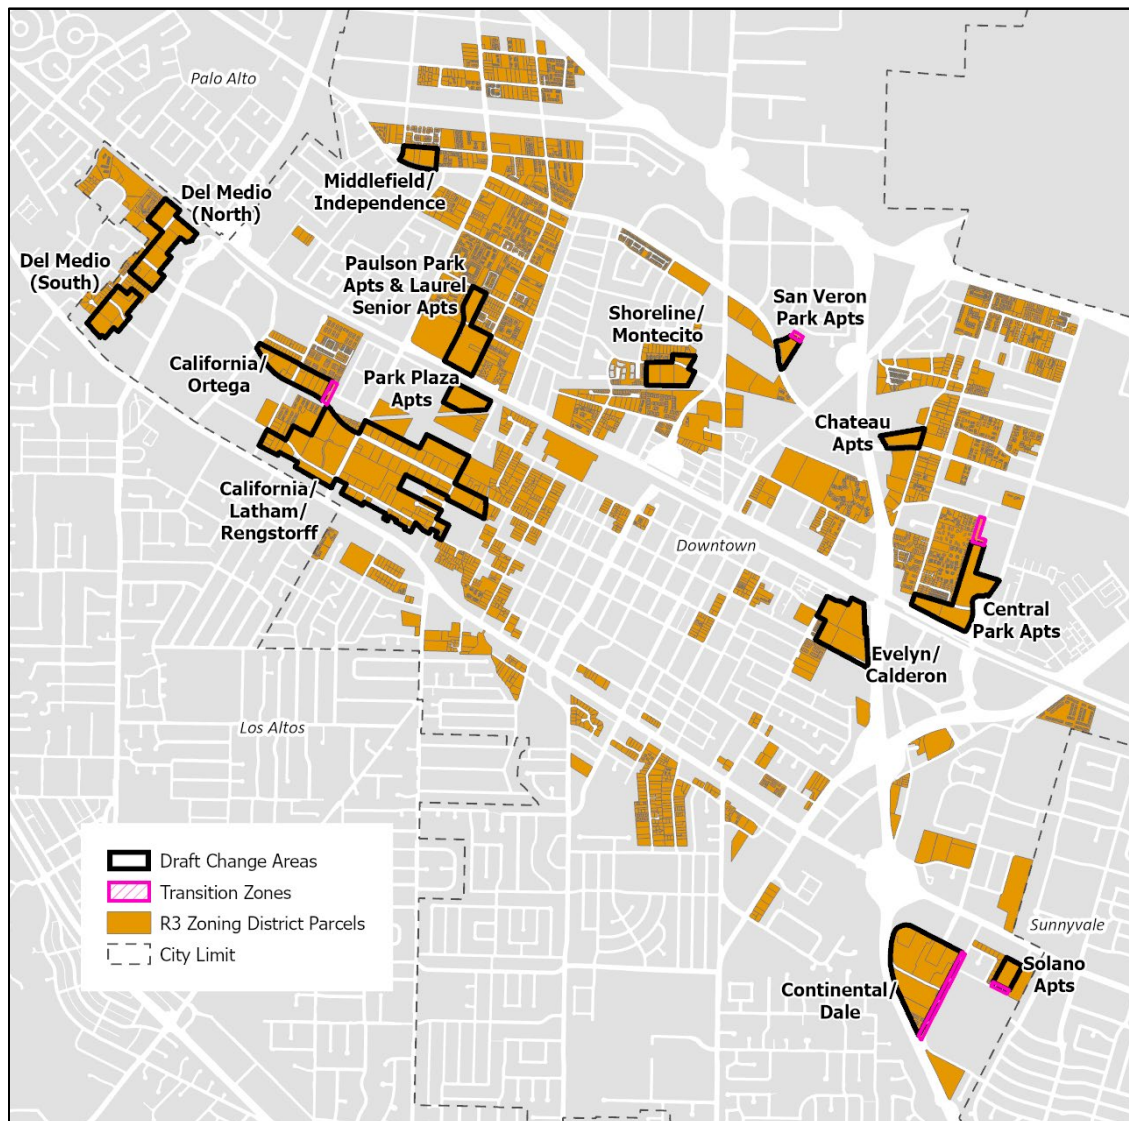 Palo Alto
Del Medio
(North)
Del Medio
(South)
Middlefield/
Independence
Paulson Park
Apts & Laurel
Senior Apts
Shoreline/
Montecito
San Veron
Park Apts
California/
Ortega
Park Plaza
Apts
Chateau
Apts
California/
Latham/
Rengstorff
Downtown
Central
Park Apts
Evelyn/
Calderon
Los Altos
Draft Change Areas
Transition Zones
R3 Zoning District Parcels
City Limit
Sunnyvale
Solano
Apts
Continental/
Dale